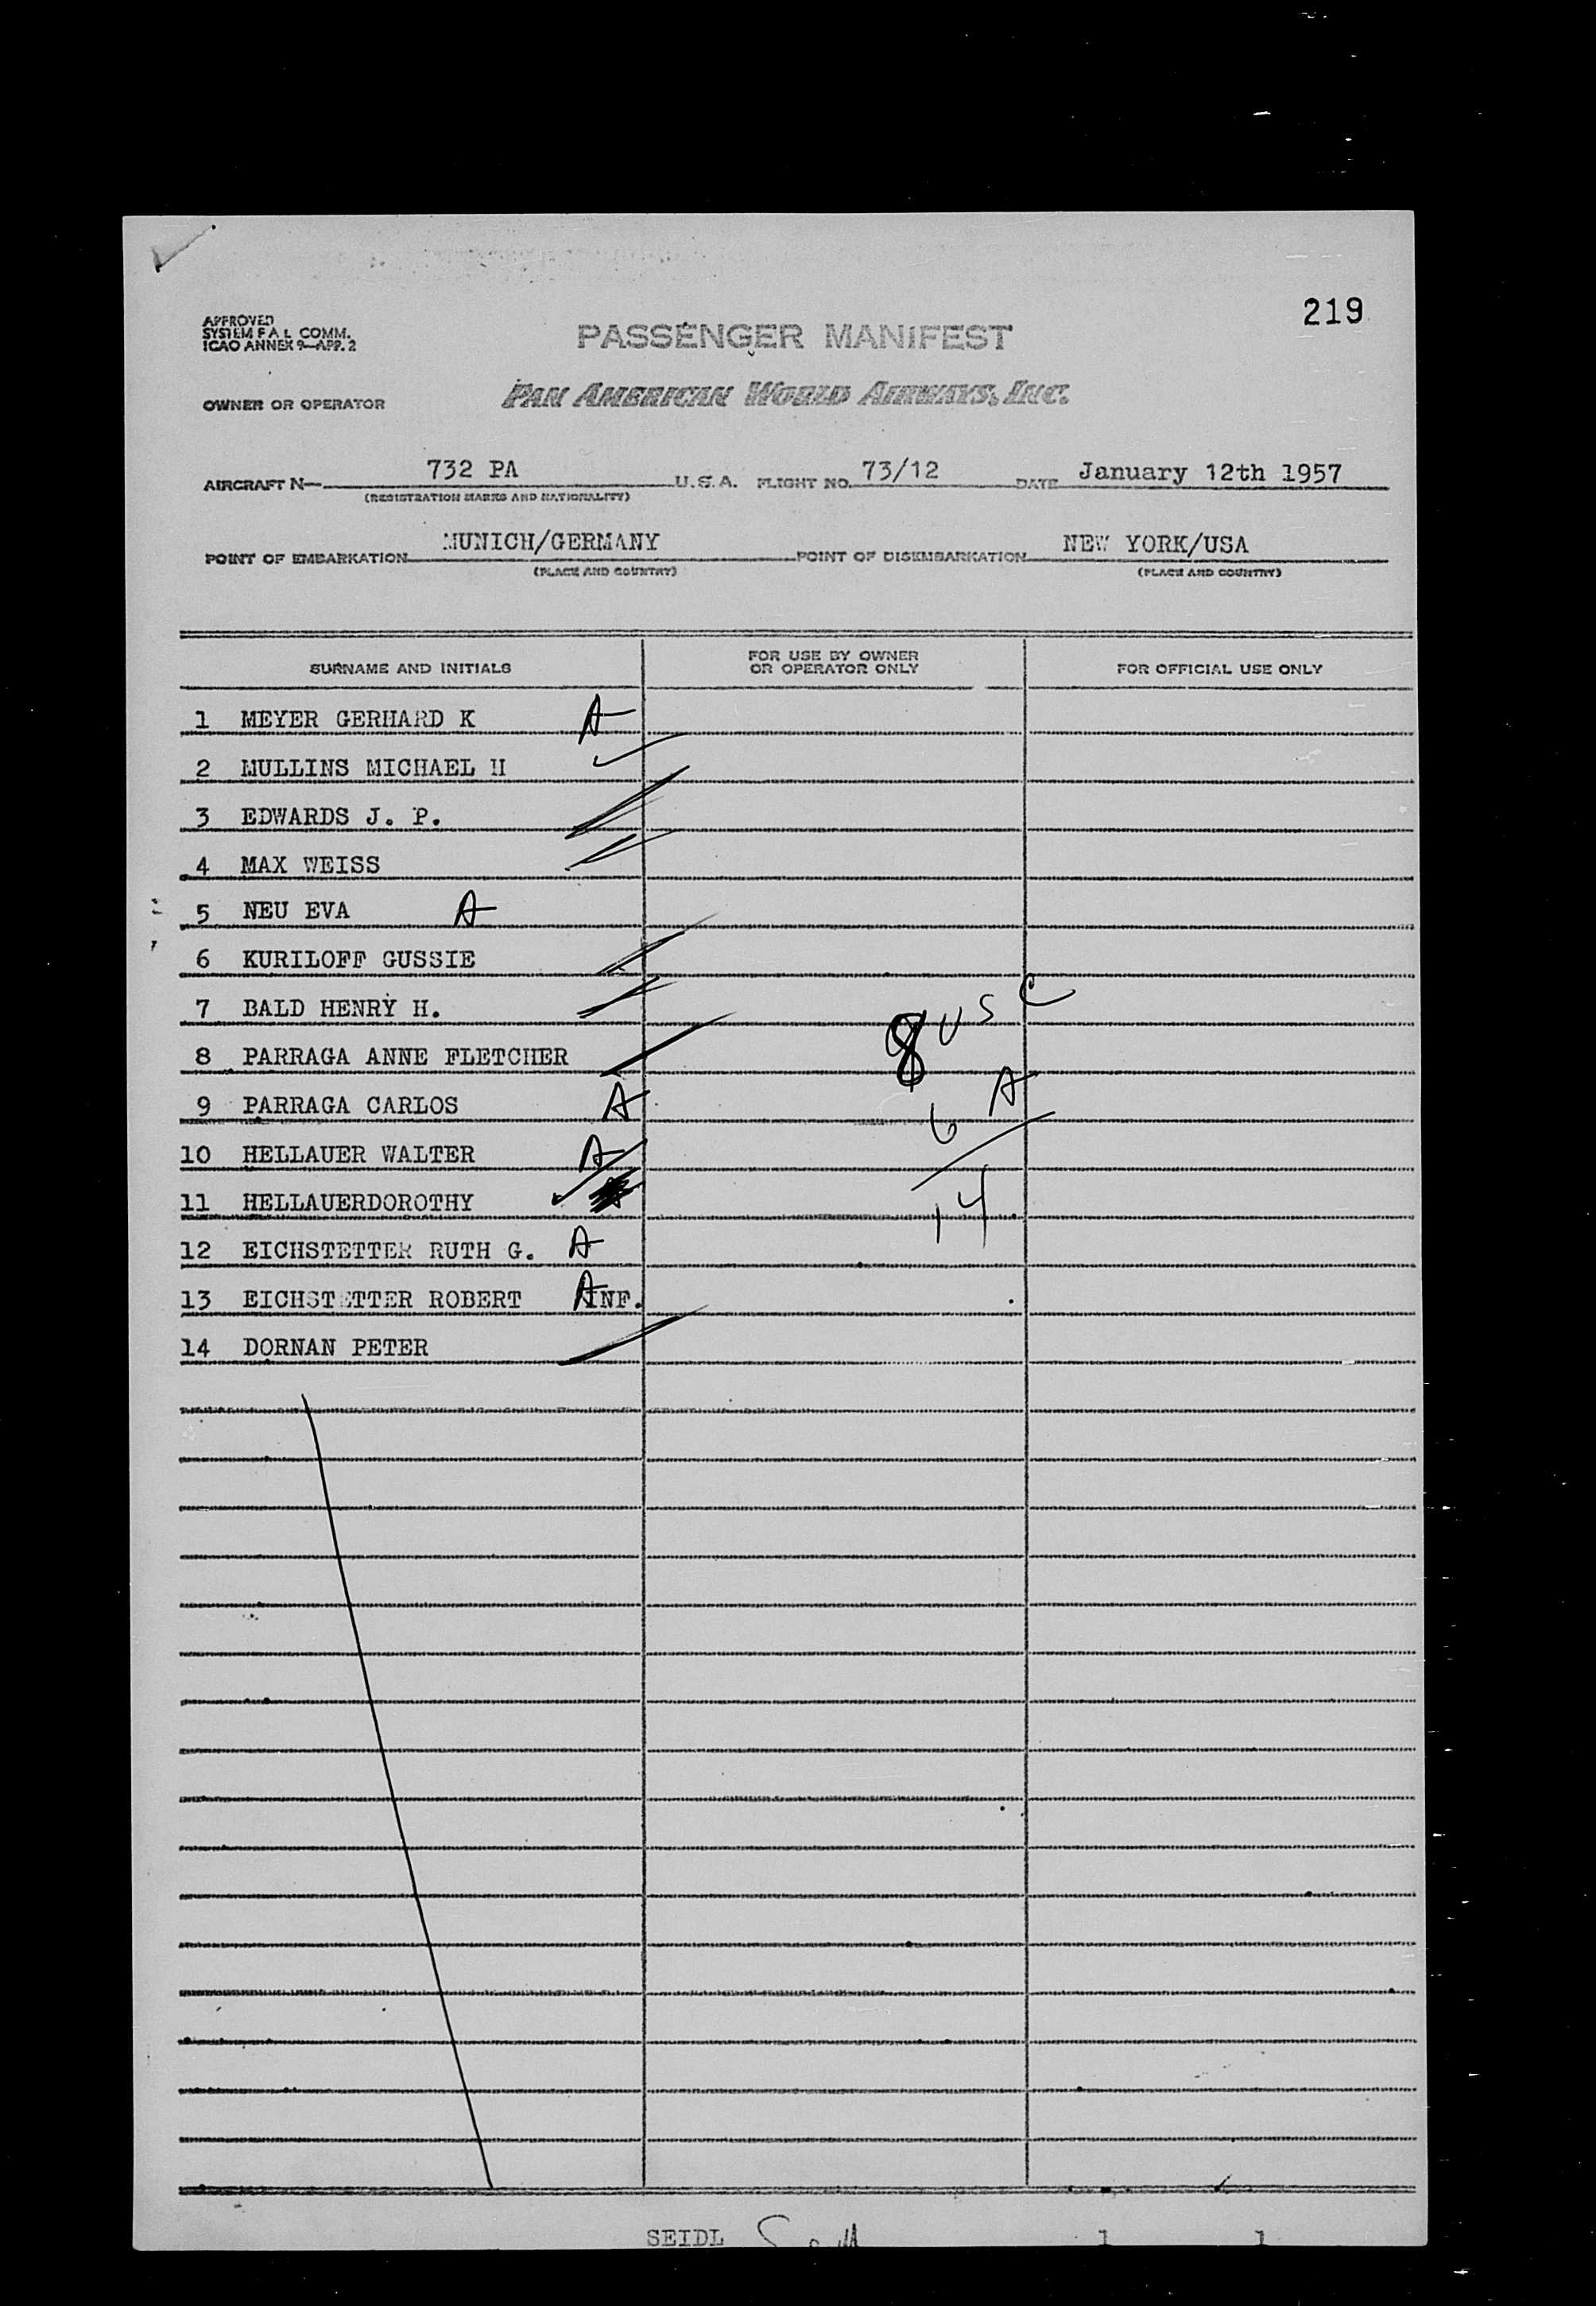 219
APPROVED
SYSTEM F A L COMM.
ICAO ANNEX 9—APP. 2
PASSENGER MANIFEST
OWNER OR OPERATOR PAN AMERICAN WORLD AIRWAYS, INC.
AIRCRAFT N— 732 PA U.S.A. FLIGHT NO. 73/12 DATE January 12th 1957
(REGISTRATION MARKS AND NATIONALITY)
POINT OF EMBARKATION MUNICH/GERMANY POINT OF DISEMBARKATION NEW YORK/USA
(PLACE AND COUNTRY) (PLACE AND COUNTRY)
SURNAME AND INITIALS FOR USE BY OWNER OR OPERATOR ONLY FOR OFFICIAL USE ONLY
1 MEYER GERHARD K A
2 MULLINS MICHAEL H
3 EDWARDS J. P.
4 MAX WEISS
5 NEU EVA A
6 KURILOFF GUSSIE
7 BALD HENRY H.
8 USC
8 PARRAGA ANNE FLETCHER
9 PARRAGA CARLOS A
6 A
10 HELLAUER WALTER A
11 HELLAUERDOROTHY
14
12 EICHSTETTER RUTH G. A
13 EICHSTETTER ROBERT A INF.
14 DORNAN PETER
SEIDL 1 1